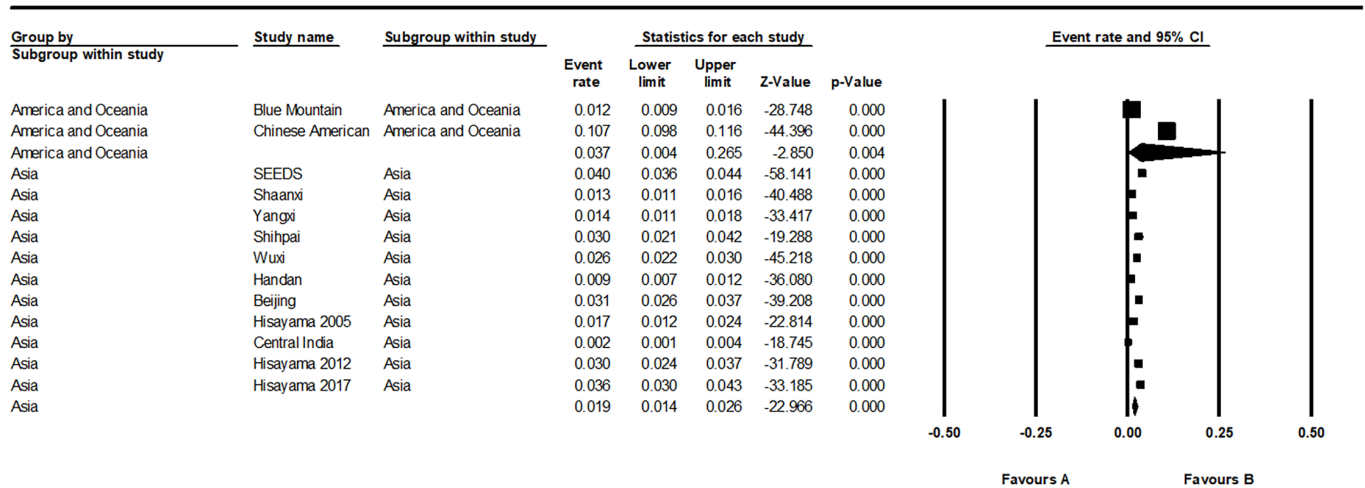 Group by Study name Subgroup within study Statistics for each study Event rate and 95% CI
Subgroup within study
Event Lower Upper
rate limit limit Z-Value p-Value
America and Oceania Blue Mountain America and Oceania 0.012 0.009 0.016 -28.748 0.000
America and Oceania Chinese American America and Oceania 0.107 0.098 0.116 -44.396 0.000
America and Oceania 0.037 0.004 0.265 -2.850 0.004
Asia SEEDS Asia 0.040 0.036 0.044 -58.141 0.000
Asia Shaanxi Asia 0.013 0.011 0.016 -40.488 0.000
Asia Yangxi Asia 0.014 0.011 0.018 -33.417 0.000
Asia Shihpai Asia 0.030 0.021 0.042 -19.288 0.000
Asia Wuxi Asia 0.026 0.022 0.030 -45.218 0.000
Asia Handan Asia 0.009 0.007 0.012 -36.080 0.000
Asia Beijing Asia 0.031 0.026 0.037 -39.208 0.000
Asia Hisayama 2005 Asia 0.017 0.012 0.024 -22.814 0.000
Asia Central India Asia 0.002 0.001 0.004 -18.745 0.000
Asia Hisayama 2012 Asia 0.030 0.024 0.037 -31.789 0.000
Asia Hisayama 2017 Asia 0.036 0.030 0.043 -33.185 0.000
Asia 0.019 0.014 0.026 -22.966 0.000
-0.50 -0.25 0.00 0.25 0.50
Favours A Favours B